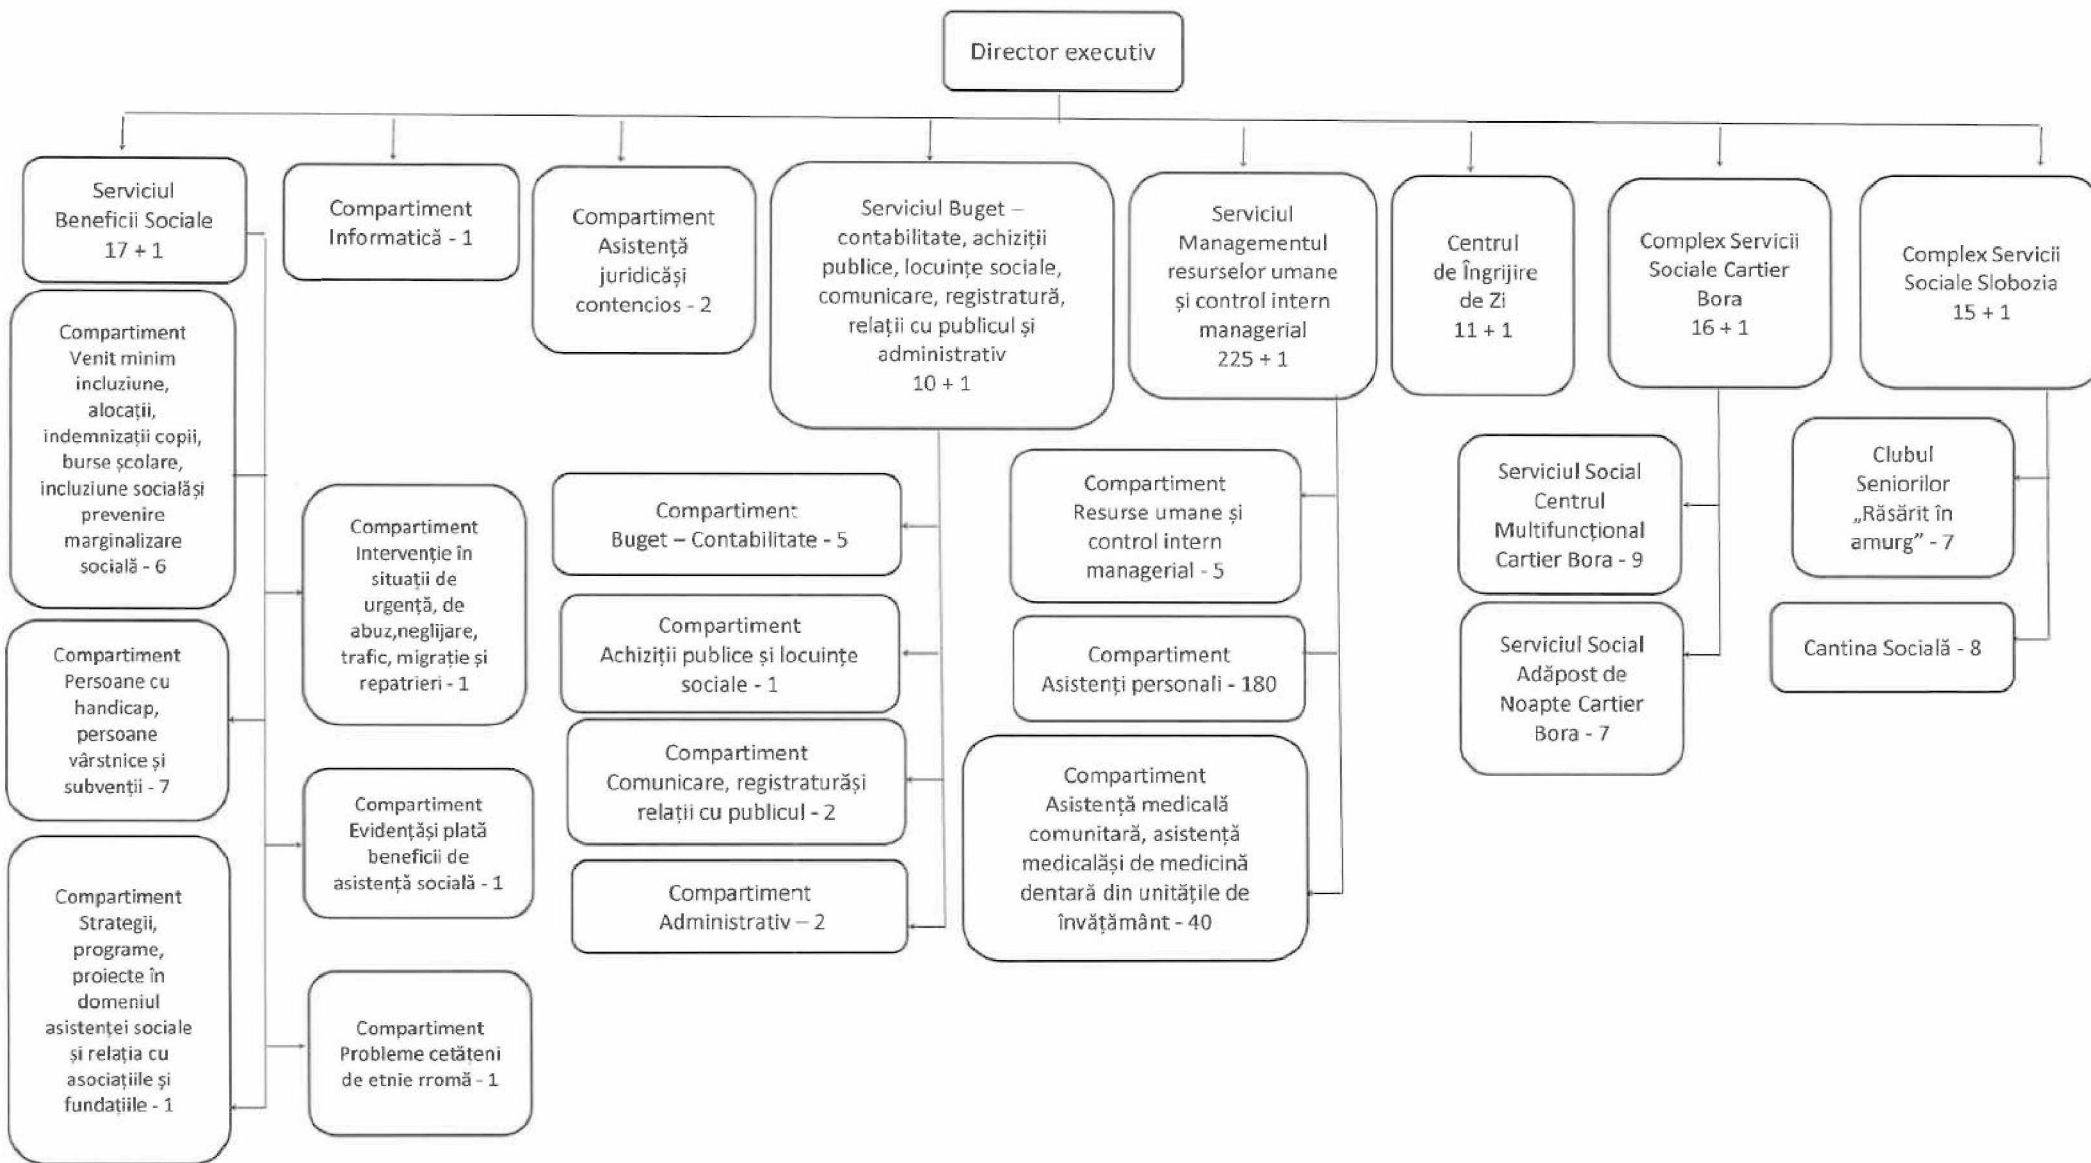 Director executiv
Serviciul
Beneficii Sociale
17 + 1
Compartiment
Informatică - 1
Compartiment
Asistență
juridicăși
contencios - 2
Serviciul Buget –
contabilitate, achiziții
publice, locuințe sociale,
comunicare, registratură,
relații cu publicul și
administrativ
10 + 1
Serviciul
Managementul
resurselor umane
și control intern
managerial
225 + 1
Centrul
de Îngrijire
de Zi
11 + 1
Complex Servicii
Sociale Cartier
Bora
16 + 1
Complex Servicii
Sociale Slobozia
15 + 1
Compartiment
Venit minim
incluziune,
alocații,
indemnizații copii,
burse școlare,
incluziune socialăși
prevenire
marginalizare
socială - 6
Compartiment
Persoane cu
handicap,
persoane
vârstnice și
subvenții - 7
Compartiment
Strategii,
programe,
proiecte în
domeniul
asistenței sociale
și relația cu
asociațiile și
fundațiile - 1
Compartiment
Intervenție în
situații de
urgență, de
abuz,neglijare,
trafic, migrație și
repatrieri - 1
Compartiment
Evidențăși plată
beneficii de
asistență socială - 1
Compartiment
Probleme cetăteni
de etnie rromă - 1
Compartiment
Buget – Contabilitate - 5
Compartiment
Achiziții publice și locuințe
sociale - 1
Compartiment
Comunicare, registraturăși
relații cu publicul - 2
Compartiment
Administrativ – 2
Compartiment
Resurse umane și
control intern
managerial - 5
Compartiment
Asistenți personali - 180
Compartiment
Asistență medicală
comunitară, asistență
medicalăși de medicină
dentară din unitățile de
învățământ - 40
Serviciul Social
Centrul
Multifuncțional
Cartier Bora - 9
Serviciul Social
Adăpost de
Noapte Cartier
Bora - 7
Clubul
Seniorilor
„Răsărit în
amurg” - 7
Cantina Socială - 8